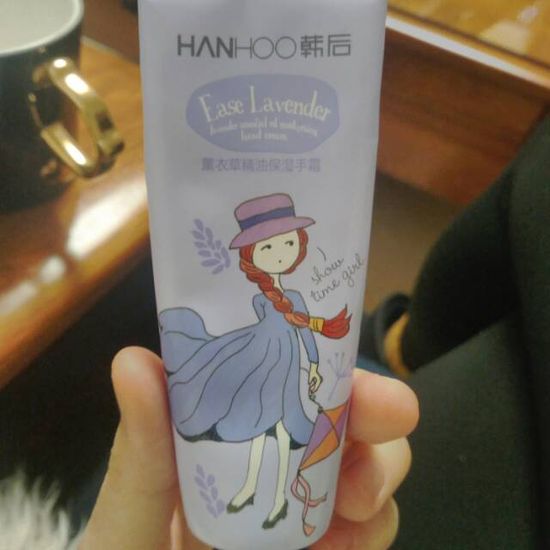 HANHOO韩后
Ease Lavender
lavender essential oil moisturizing
hand cream
薰衣草精油保湿手霜
show
time girl